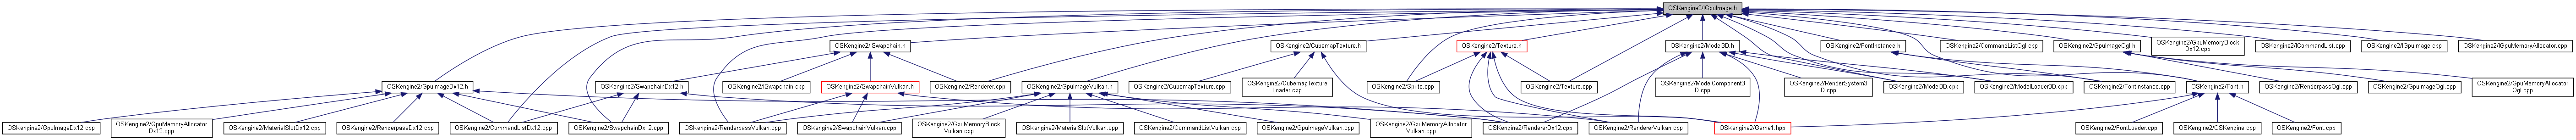 OSKengine2/IGpuImage.h
OSKengine2/ISwapchain.h
OSKengine2/CubemapTexture.h
OSKengine2/Texture.h
OSKengine2/Model3D.h
OSKengine2/FontInstance.h
OSKengine2/CommandListOgl.cpp
OSKengine2/GpuImageOgl.h
OSKengine2/GpuMemoryBlock
Dx12.cpp
OSKengine2/CommandList.cpp
OSKengine2/IGpuImage.cpp
OSKengine2/IGpuMemoryAllocator.cpp
OSKengine2/GpuImageDx12.h
OSKengine2/SwapchainDx12.h
OSKengine2/ISwapchain.cpp
OSKengine2/SwapchainVulkan.h
OSKengine2/Renderer.cpp
OSKengine2/GpuImageVulkan.h
OSKengine2/CubemapTexture.cpp
OSKengine2/CubemapTexture
Loader.cpp
OSKengine2/Sprite.cpp
OSKengine2/Texture.cpp
OSKengine2/ModelComponent3
D.cpp
OSKengine2/RenderSystem3
D.cpp
OSKengine2/Model3D.cpp
OSKengine2/ModelLoader3D.cpp
OSKengine2/FontInstance.cpp
OSKengine2/Font.h
OSKengine2/RenderpassOgl.cpp
OSKengine2/GpuImageOgl.cpp
OSKengine2/GpuMemoryAllocator
Ogl.cpp
OSKengine2/GpuImageDx12.cpp
OSKengine2/GpuMemoryAllocator
Dx12.cpp
OSKengine2/MaterialSlotDx12.cpp
OSKengine2/RenderpassDx12.cpp
OSKengine2/CommandListDx12.cpp
OSKengine2/SwapchainDx12.cpp
OSKengine2/RenderpassVulkan.cpp
OSKengine2/SwapchainVulkan.cpp
OSKengine2/GpuMemoryBlock
Vulkan.cpp
OSKengine2/MaterialSlotVulkan.cpp
OSKengine2/CommandListVulkan.cpp
OSKengine2/GpuImageVulkan.cpp
OSKengine2/GpuMemoryAllocator
Vulkan.cpp
OSKengine2/RendererDx12.cpp
OSKengine2/RendererVulkan.cpp
OSKengine2/Game1.hpp
OSKengine2/FontLoader.cpp
OSKengine2/OSKengine.cpp
OSKengine2/Font.cpp